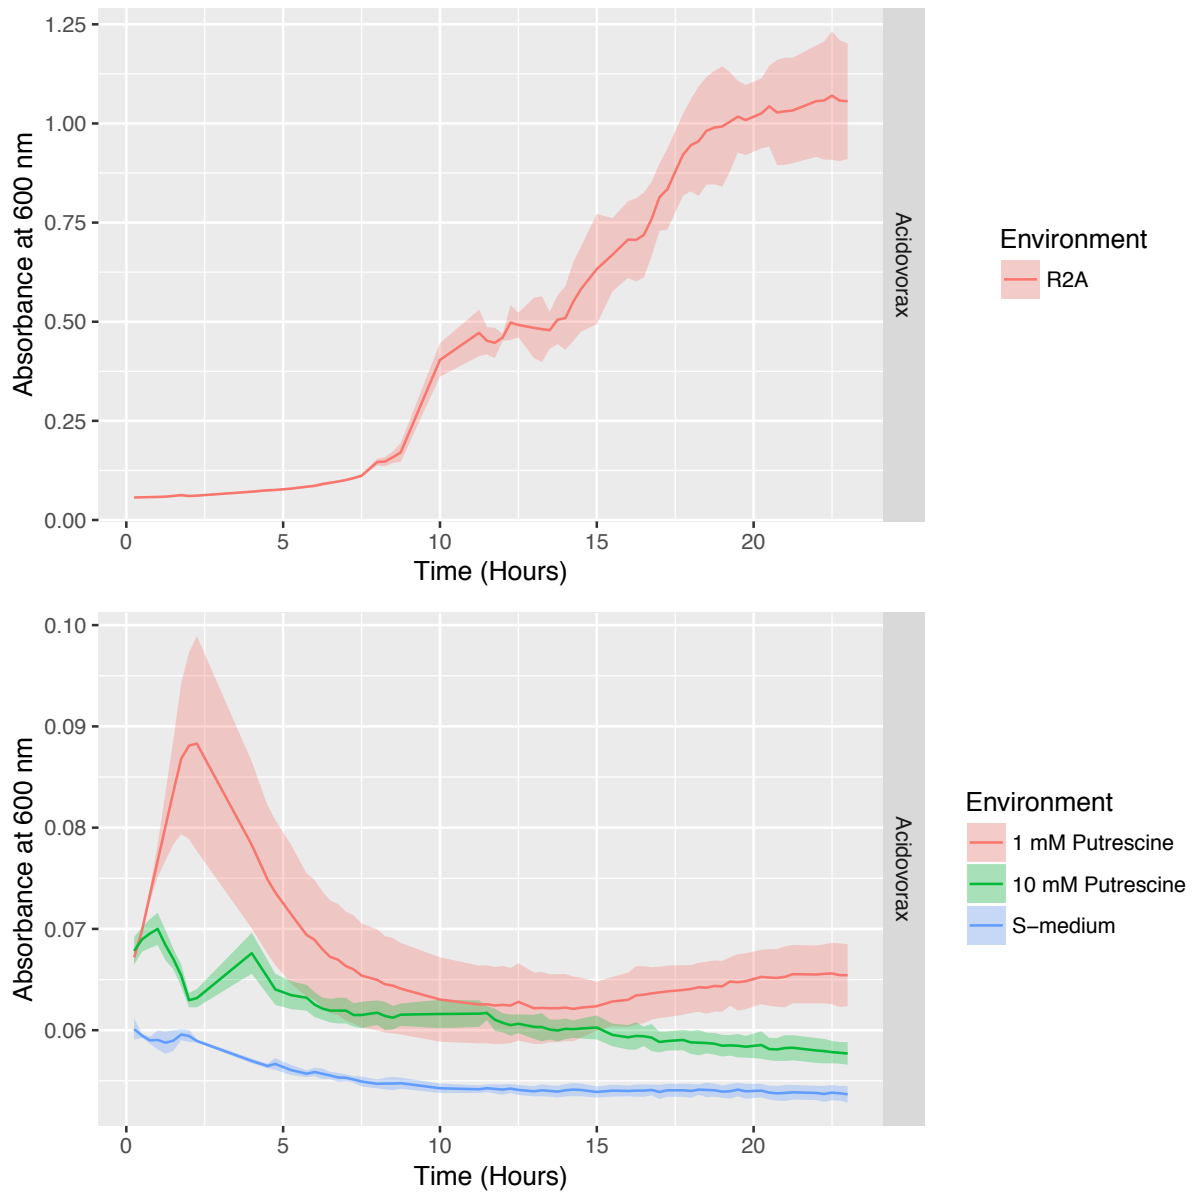 1.25
1.00
0.75
0.50
0.25
0.00
Absorbance at 600 nm
0 5 10 15 20
Time (Hours)
Acidovorax
Environment
R2A
0.10
0.09
0.08
0.07
0.06
Absorbance at 600 nm
0 5 10 15 20
Time (Hours)
Acidovorax
Environment
1 mM Putrescine
10 mM Putrescine
S−medium